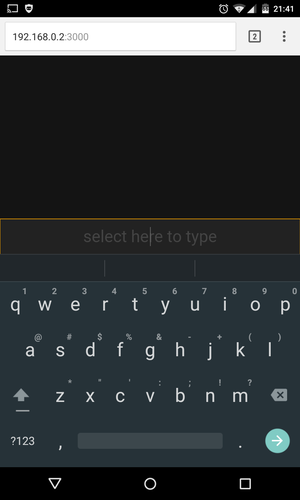 21:41
192.168.0.2:3000
2
select here to type
1 2 3 4 5 6 7 8 9 0
q w e r t y u i o p
@ # $ % & - + ( )
a s d f g h j k l
* " ' : ; ! ?
z x c v b n m
?123 , .